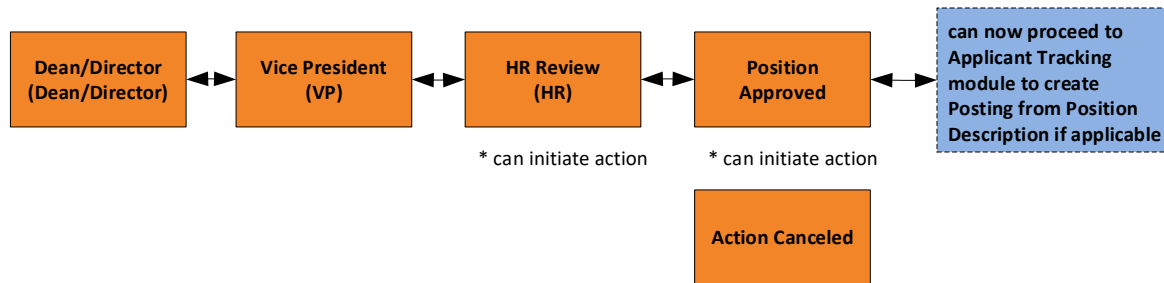 Dean/Director
(Dean/Director)
Vice President
(VP)
HR Review
(HR)
Position
Approved
can now proceed to
Applicant Tracking
module to create
Posting from Position
Description if applicable
* can initiate action
* can initiate action
Action Canceled